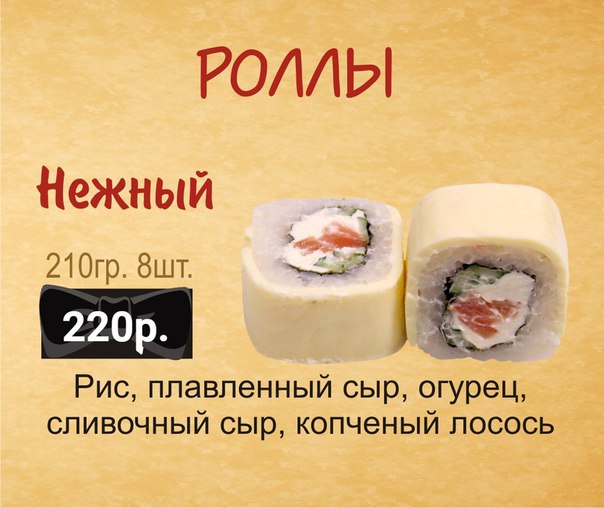 РОЛЛЫ
Нежный
210гр. 8шт.
220р.
Рис, плавленный сыр, огурец,
сливочный сыр, копченый лосось